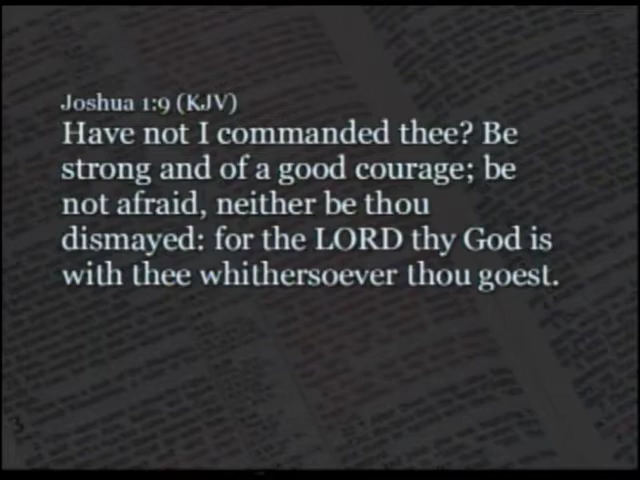 Joshua 1:9 (KJV)
Have not I commanded thee? Be
strong and of a good courage; be
not afraid, neither be thou
dismayed: for the LORD thy God is
with thee whithersoever thou goest.